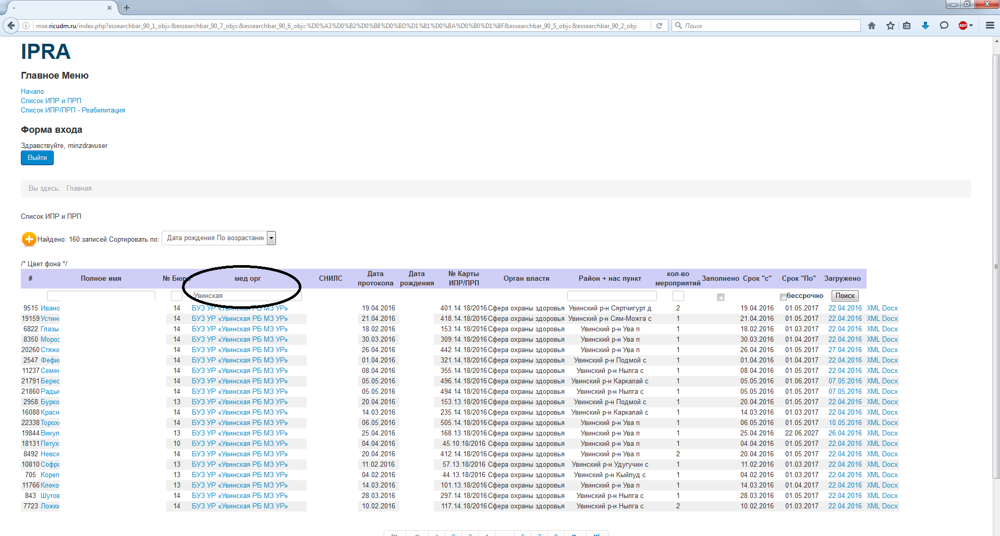 -
mse.ricudm.ru/index.php?essearchbar_90_1_obj=&essearchbar_90_7_obj=&essearchbar_90_6_obj=%D0%A3%D0%B2%D0%B8%D0%BD%D1%81%D0%BA%D0%B0%D1%8F&essearchbar_90_5_obj=&essearchbar_90_2_obj= Поиск ABP
IPRA
Главное Меню
Начало
Список ИПР и ПРП
Список ИПР/ПРП - Реабилитация
Форма входа
Здравствуйте, minzdravuser
Выйти
Вы здесь: Главная
Список ИПР и ПРП
Найдено: 160 записей Сортировать по: Дата рождения По возрастани
/* Цвет фона */
# Полное имя № Бюро мед орг СНИЛС Дата протокола Дата рождения № Карты ИПР/ПРП Орган власти Район + нас пункт кол-во мероприятий Заполнено Срок "с" Срок "По" Загружено
Увинская бессрочно Поиск
9515 Ивано 14 БУЗ УР «Увинская РБ МЗ УР» 19.04.2016 401.14.18/2016 Сфера охраны здоровья Увинский р-н Сяртчигурт д 2 19.04.2016 01.05.2017 22.04.2016 XML Docx
19159 Устино 14 БУЗ УР «Увинская РБ МЗ УР» 21.04.2016 418.14.18/2016 Сфера охраны здоровья Увинский р-н Сям-Можга с 1 21.04.2016 01.05.2017 22.04.2016 XML Docx
6822 Глазы 14 БУЗ УР «Увинская РБ МЗ УР» 18.02.2016 153.14.18/2016 Сфера охраны здоровья Увинский р-н Ува п 1 18.02.2016 01.03.2017 22.04.2016 XML Docx
8350 Мороз 14 БУЗ УР «Увинская РБ МЗ УР» 30.03.2016 309.14.18/2016 Сфера охраны здоровья Увинский р-н Ува п 1 30.03.2016 01.04.2017 22.04.2016 XML Docx
20260 Стяжк 14 БУЗ УР «Увинская РБ МЗ УР» 26.04.2016 442.14.18/2016 Сфера охраны здоровья Увинский р-н Ува п 1 26.04.2016 01.05.2017 27.04.2016 XML Docx
2547 Фефи 14 БУЗ УР «Увинская РБ МЗ УР» 01.04.2016 321.14.18/2016 Сфера охраны здоровья Увинский р-н Подмой с 1 01.04.2016 01.04.2017 22.04.2016 XML Docx
11237 Семен 14 БУЗ УР «Увинская РБ МЗ УР» 08.04.2016 355.14.18/2016 Сфера охраны здоровья Увинский р-н Нылга с 1 08.04.2016 01.05.2017 22.04.2016 XML Docx
21791 Берес 14 БУЗ УР «Увинская РБ МЗ УР» 05.05.2016 496.14.18/2016 Сфера охраны здоровья Увинский р-н Каркалай с 1 05.05.2016 01.06.2017 07.05.2016 XML Docx
21860 Радыг 14 БУЗ УР «Увинская РБ МЗ УР» 05.05.2016 494.14.18/2016 Сфера охраны здоровья Увинский р-н Нылга с 1 05.05.2016 01.05.2017 07.05.2016 XML Docx
2958 Бурко 13 БУЗ УР «Увинская РБ МЗ УР» 20.04.2016 153.13.18/2016 Сфера охраны здоровья Увинский р-н Подмой с 1 20.04.2016 01.05.2017 22.04.2016 XML Docx
16088 Красн 14 БУЗ УР «Увинская РБ МЗ УР» 14.03.2016 235.14.18/2016 Сфера охраны здоровья Увинский р-н Каркалай с 1 14.03.2016 01.03.2017 22.04.2016 XML Docx
22338 Торохо 14 БУЗ УР «Увинская РБ МЗ УР» 06.05.2016 505.14.18/2016 Сфера охраны здоровья Увинский р-н Ува п 1 06.05.2016 01.05.2017 10.05.2016 XML Docx
19844 Викул 13 БУЗ УР «Увинская РБ МЗ УР» 25.04.2016 168.13.18/2016 Сфера охраны здоровья Увинский р-н Ува п 1 25.04.2016 22.06.2027 26.04.2016 XML Docx
18131 Петух 10 БУЗ УР «Увинская РБ МЗ УР» 04.04.2016 45.10.18/2016 Сфера охраны здоровья Увинский р-н Ува п 1 04.04.2016 01.05.2017 22.04.2016 XML Docx
8492 Невск 14 БУЗ УР «Увинская РБ МЗ УР» 20.04.2016 412.14.18/2016 Сфера охраны здоровья Увинский р-н Ува п 2 20.04.2016 01.05.2017 22.04.2016 XML Docx
10810 Софро 13 БУЗ УР «Увинская РБ МЗ УР» 11.02.2016 57.13.18/2016 Сфера охраны здоровья Увинский р-н Удугучин с 1 11.02.2016 01.03.2017 22.04.2016 XML Docx
705 Кореп 13 БУЗ УР «Увинская РБ МЗ УР» 04.02.2016 44.13.18/2016 Сфера охраны здоровья Увинский р-н Кыйлуд с 1 04.02.2016 01.03.2017 22.04.2016 XML Docx
11766 Клеко 13 БУЗ УР «Увинская РБ МЗ УР» 14.03.2016 101.13.18/2016 Сфера охраны здоровья Увинский р-н Ува п 1 14.03.2016 01.04.2017 22.04.2016 XML Docx
843 Шутов 14 БУЗ УР «Увинская РБ МЗ УР» 28.03.2016 297.14.18/2016 Сфера охраны здоровья Увинский р-н Нылга с 1 28.03.2016 01.05.2017 22.04.2016 XML Docx
7723 Ложки 14 БУЗ УР «Увинская РБ МЗ УР» 10.02.2016 117.14.18/2016 Сфера охраны здоровья Увинский р-н Нылга с 2 10.02.2016 01.03.2017 22.04.2016 XML Docx